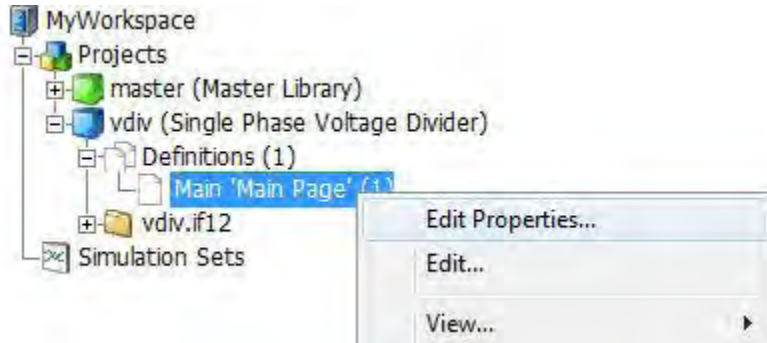 MyWorkspace
Projects
master (Master Library)
vdiv (Single Phase Voltage Divider)
Definitions (1)
Main 'Main Page' (1)
vdiv.if12
Simulation Sets
Edit Properties...
Edit...
View...